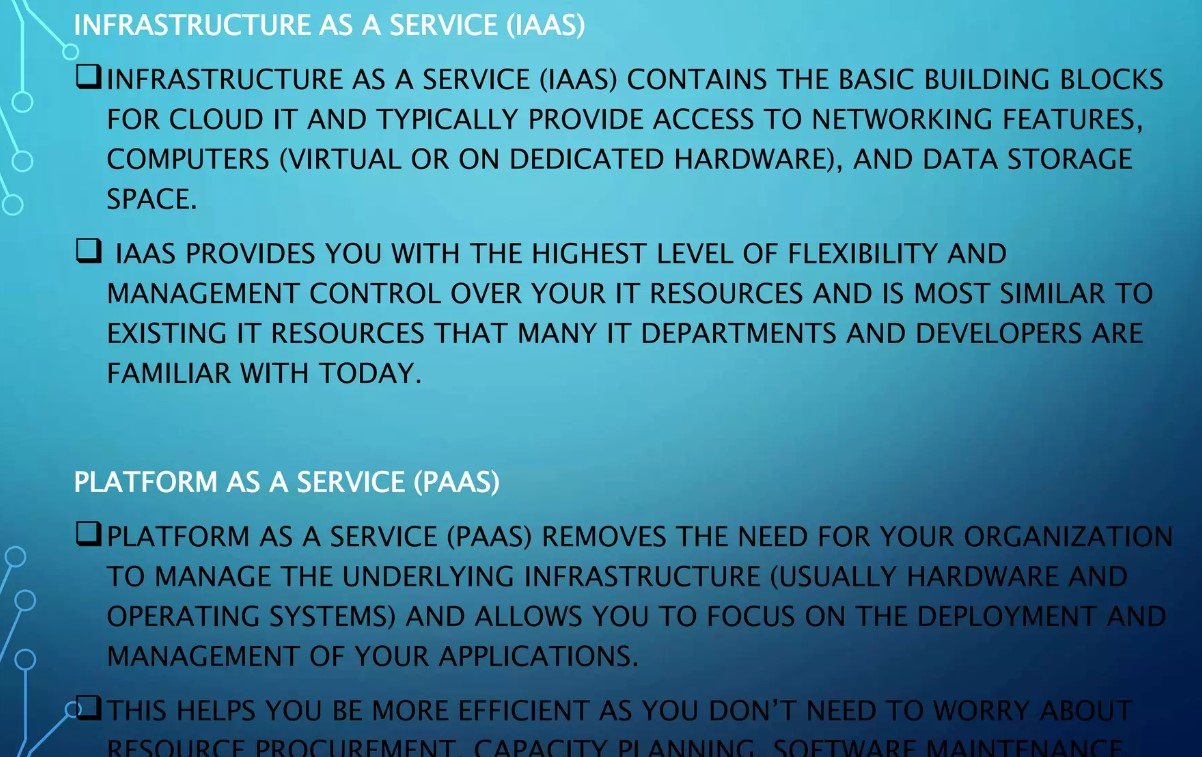 INFRASTRUCTURE AS A SERVICE (IAAS)
INFRASTRUCTURE AS A SERVICE (IAAS) CONTAINS THE BASIC BUILDING BLOCKS
FOR CLOUD IT AND TYPICALLY PROVIDE ACCESS TO NETWORKING FEATURES,
COMPUTERS (VIRTUAL OR ON DEDICATED HARDWARE), AND DATA STORAGE
SPACE.
IAAS PROVIDES YOU WITH THE HIGHEST LEVEL OF FLEXIBILITY AND
MANAGEMENT CONTROL OVER YOUR IT RESOURCES AND IS MOST SIMILAR TO
EXISTING IT RESOURCES THAT MANY IT DEPARTMENTS AND DEVELOPERS ARE
FAMILIAR WITH TODAY.
PLATFORM AS A SERVICE (PAAS)
PLATFORM AS A SERVICE (PAAS) REMOVES THE NEED FOR YOUR ORGANIZATION
TO MANAGE THE UNDERLYING INFRASTRUCTURE (USUALLY HARDWARE AND
OPERATING SYSTEMS) AND ALLOWS YOU TO FOCUS ON THE DEPLOYMENT AND
MANAGEMENT OF YOUR APPLICATIONS.
THIS HELPS YOU BE MORE EFFICIENT AS YOU DON'T NEED TO WORRY ABOUT
RESOURCE PROCUREMENT, CAPACITY PLANNING, SOFTWARE MAINTENANCE